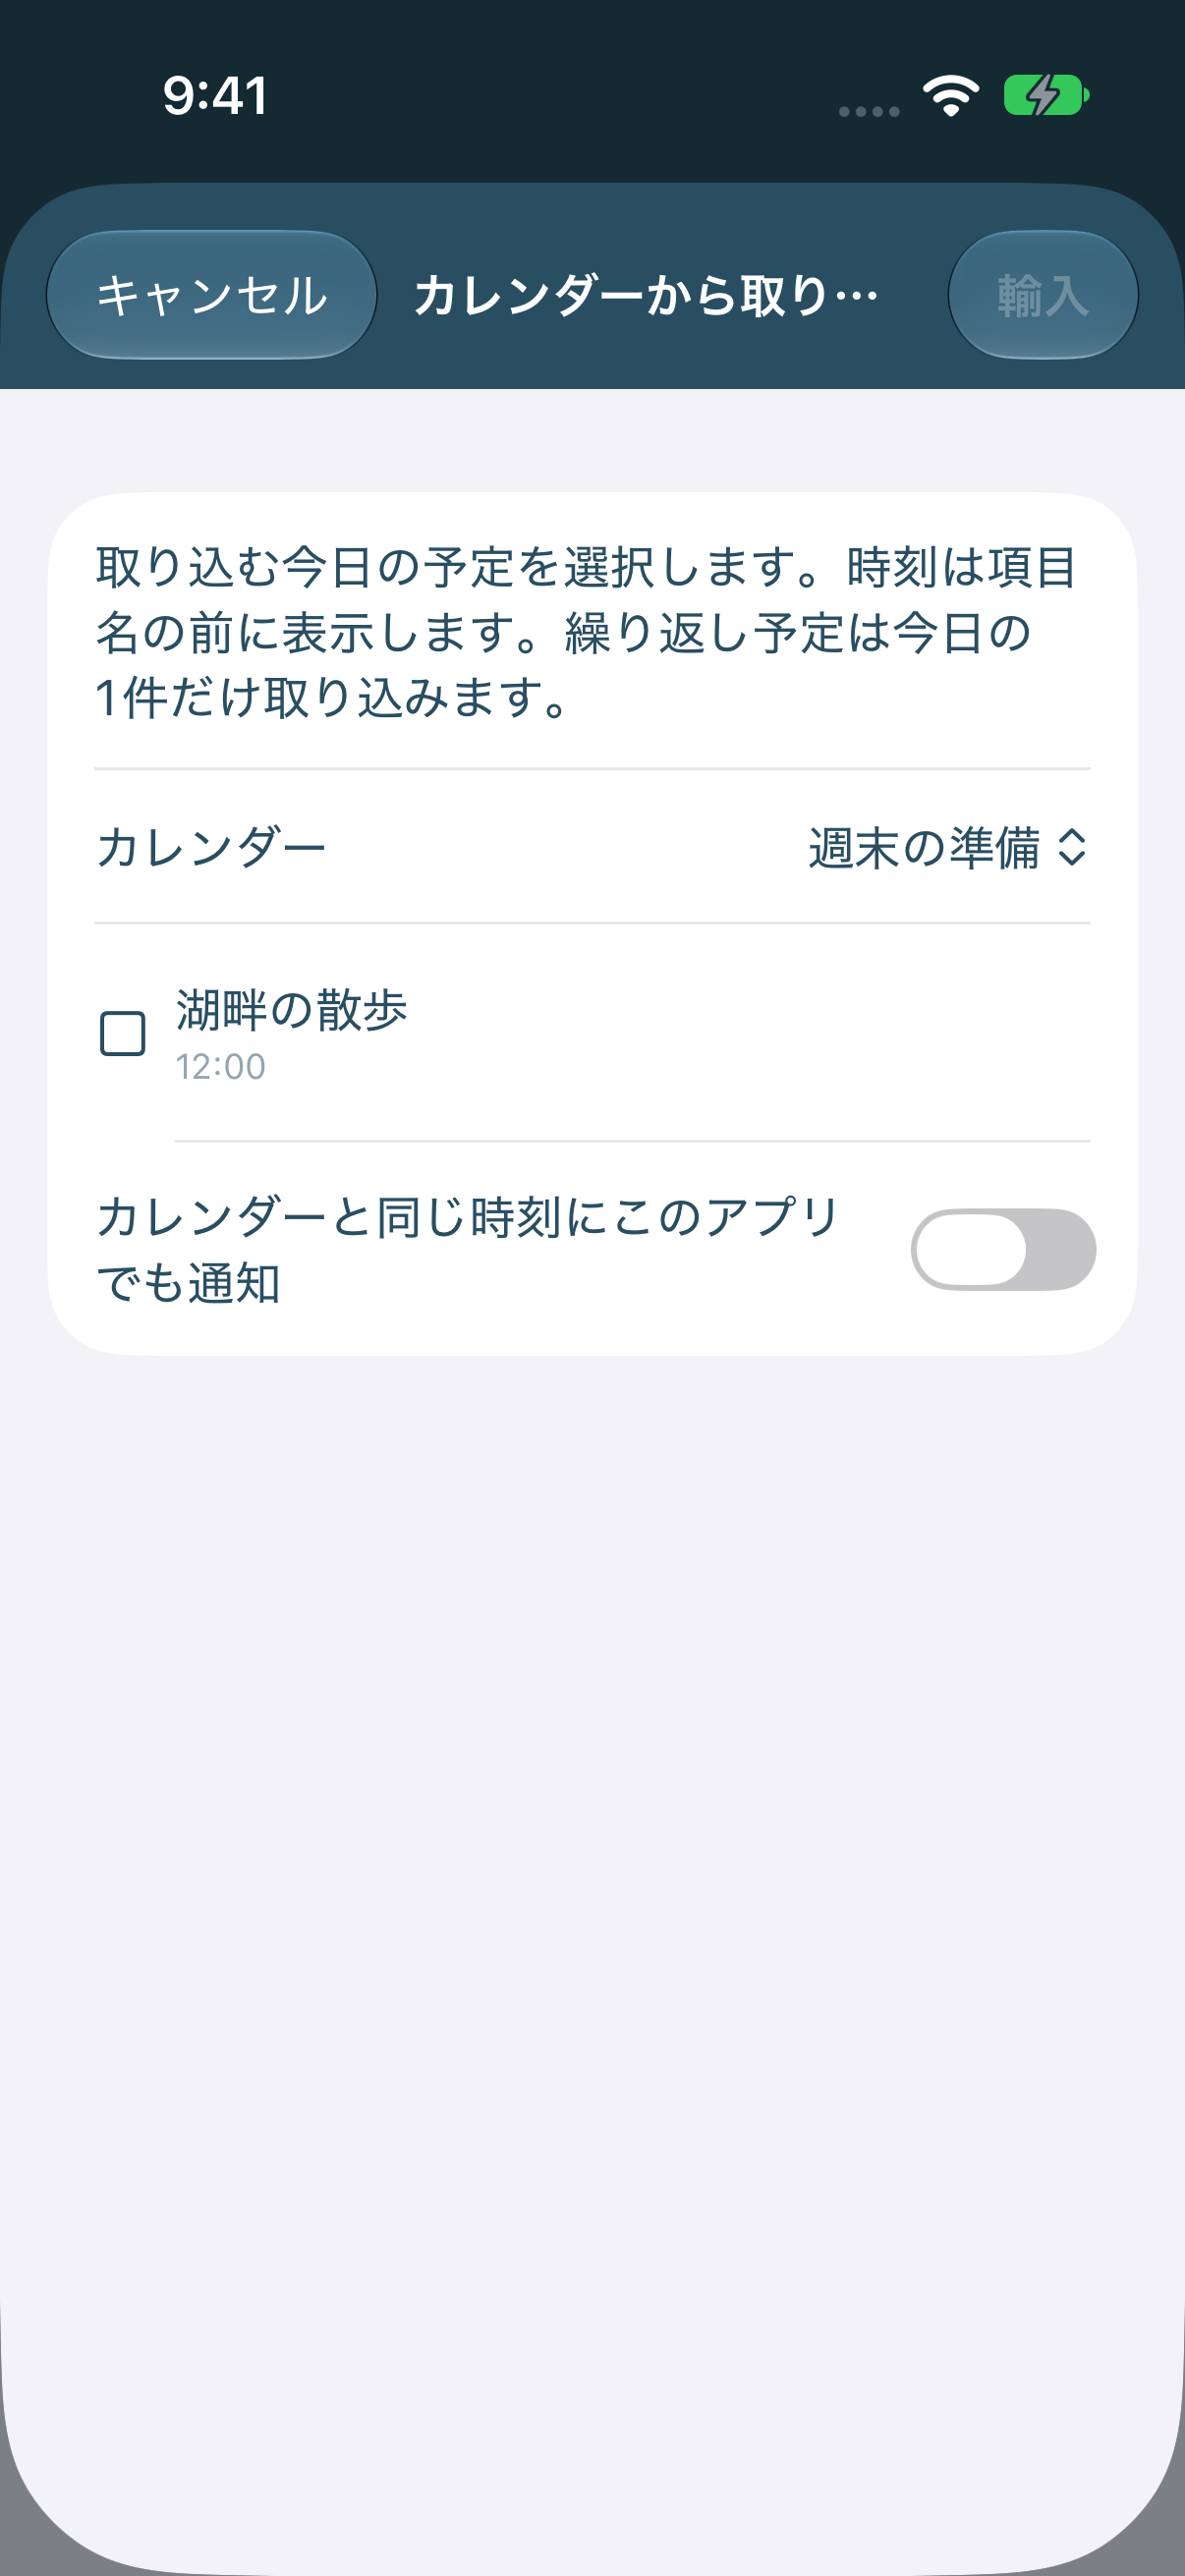 9:41
キャンセル
カレンダーから取り…
輸入
取り込む今日の予定を選択します。時刻は項目
名の前に表示します。繰り返し予定は今日の
1件だけ取り込みます。
カレンダー
週末の準備
湖畔の散歩
12:00
カレンダーと同じ時刻にこのアプリ
でも通知